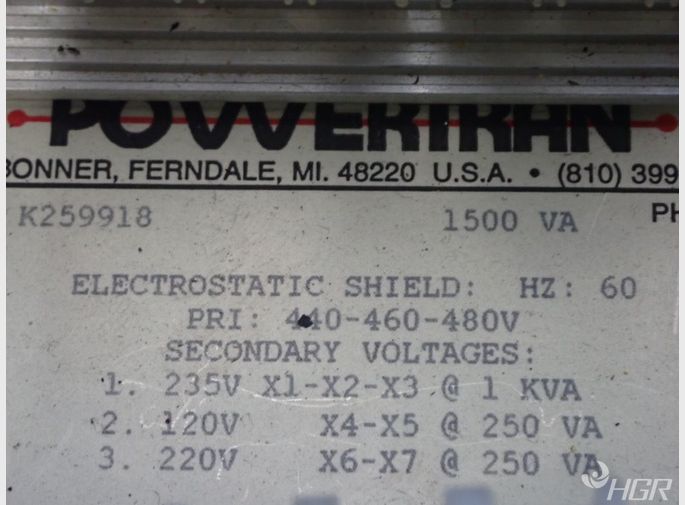 POWERTRAN
BONNER, FERNDALE, MI. 48220 U.S.A. • (810) 399
K259918 1500 VA PH
ELECTROSTATIC SHIELD: HZ: 60
PRI: 440-460-480V
SECONDARY VOLTAGES:
1. 235V X1-X2-X3 @ 1 KVA
2. 120V X4-X5 @ 250 VA
3. 220V X6-X7 @ 250 VA
HGR